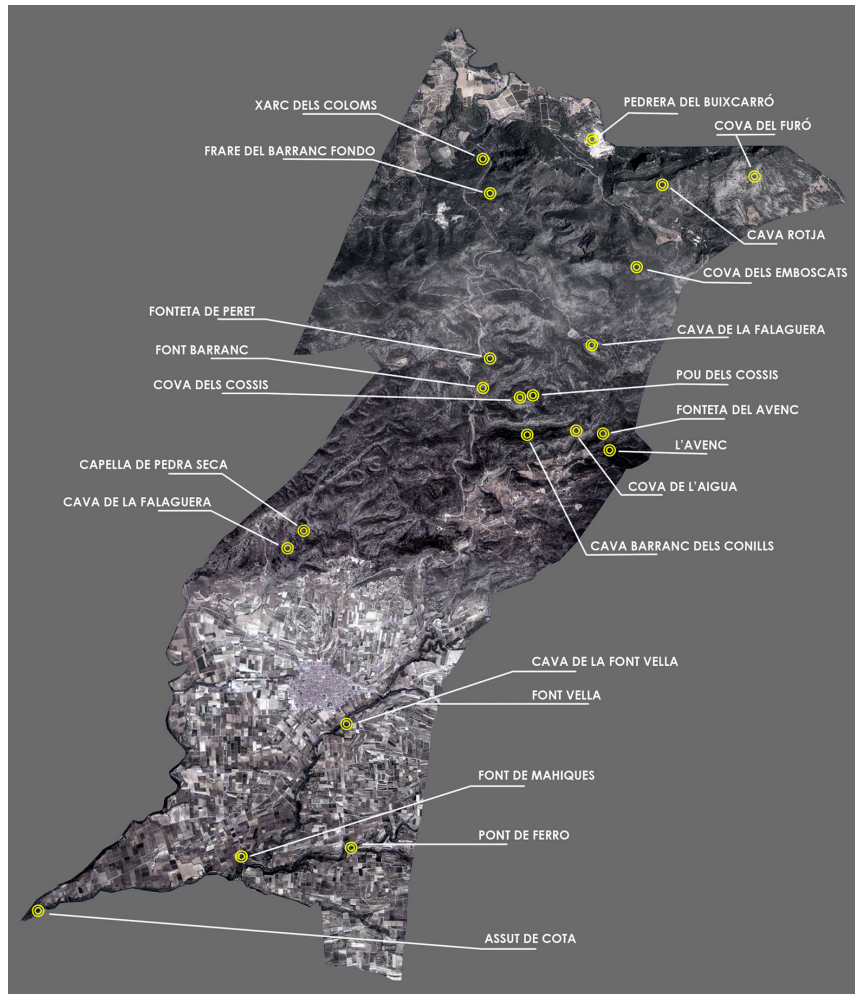 XARC DELS COLOMS
PEDRERA DEL BUIXCARRÓ
COVA DEL FURÓ
FRARE DEL BARRANC FONDO
CAVA ROTJA
COVA DELS EMBOSCATS
FONTETA DE PERET
CAVA DE LA FALAGUERA
FONT BARRANC
POU DELS COSSIS
COVA DELS COSSIS
FONTETA DEL AVENC
L'AVENC
CAPELLA DE PEDRA SECA
COVA DE L'AIGUA
CAVA DE LA FALAGUERA
CAVA BARRANC DELS CONILLS
CAVA DE LA FONT VELLA
FONT VELLA
FONT DE MAHIQUES
PONT DE FERRO
ASSUT DE COTA